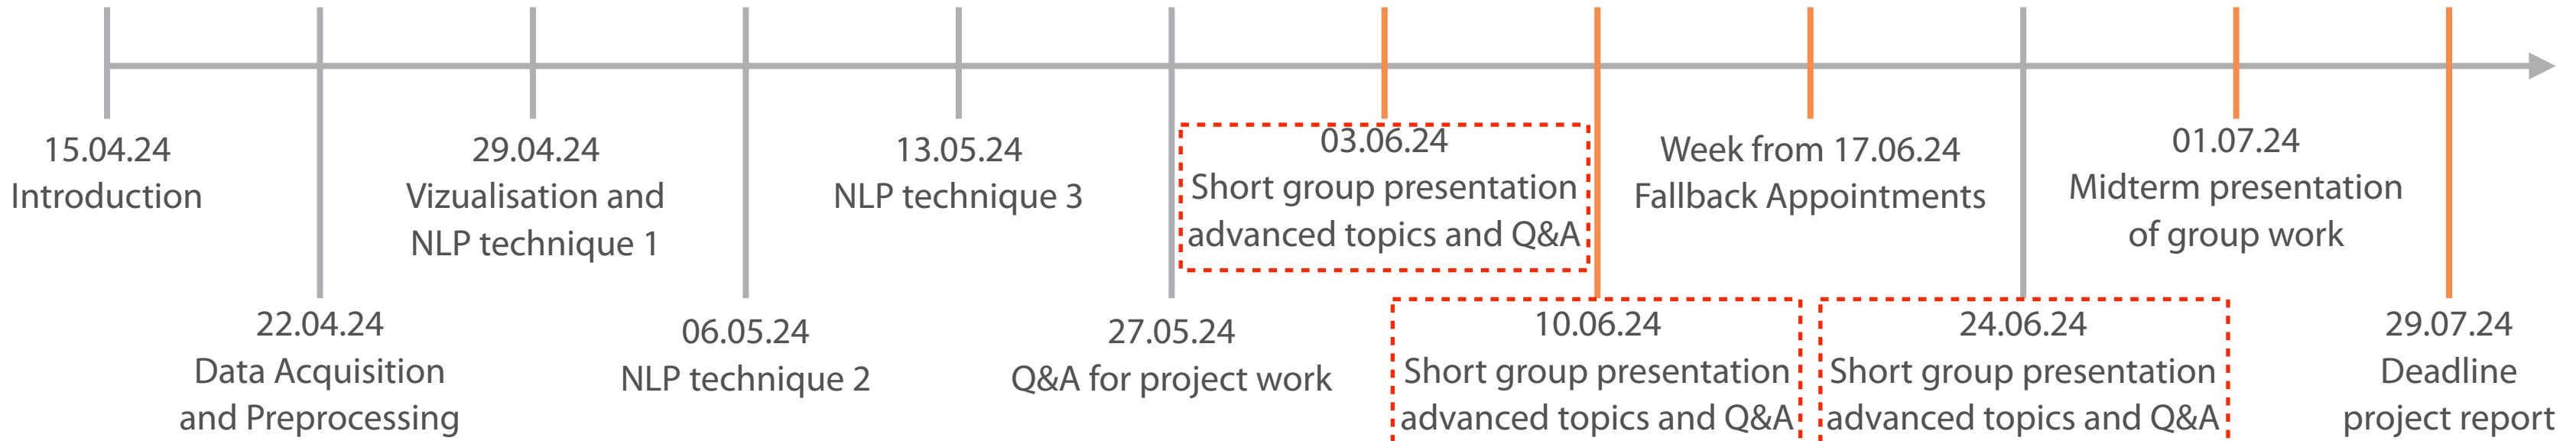 15.04.24
Introduction
22.04.24
Data Acquisition
and Preprocessing
29.04.24
Vizualisation and
NLP technique 1
06.05.24
NLP technique 2
13.05.24
NLP technique 3
27.05.24
Q&A for project work
03.06.24
Short group presentation
advanced topics and Q&A
10.06.24
Short group presentation
advanced topics and Q&A
Week from 17.06.24
Fallback Appointments
24.06.24
Short group presentation
advanced topics and Q&A
01.07.24
Midterm presentation
of group work
29.07.24
Deadline
project report